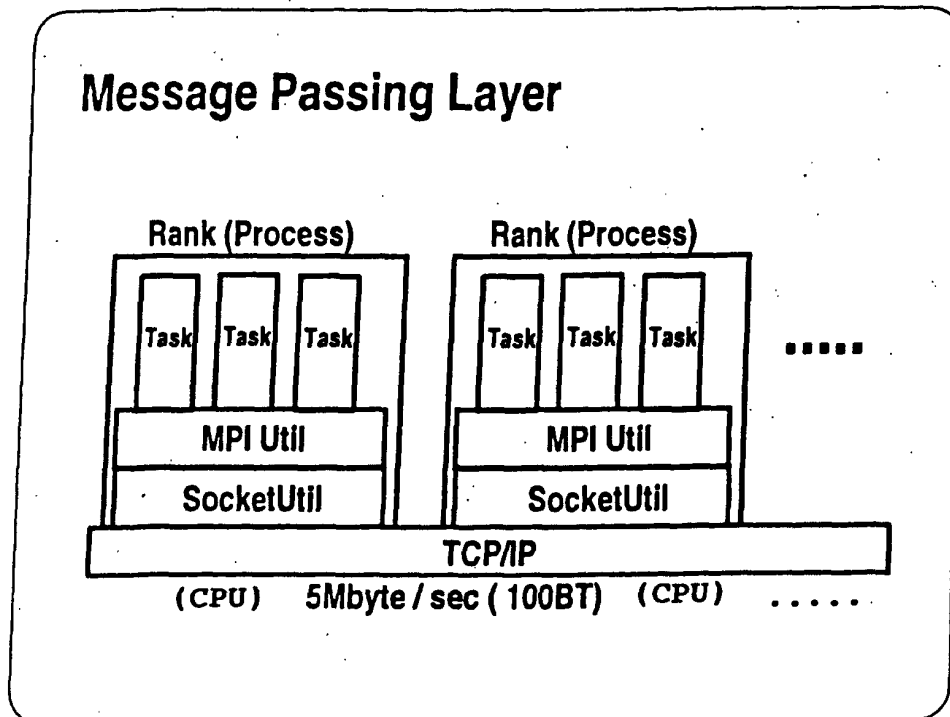 Message Passing Layer
Rank (Process) Rank (Process)
Task Task Task Task Task Task .....
MPI Util MPI Util
SocketUtil SocketUtil
TCP/IP
(CPU) 5Mbyte / sec ( 100BT) (CPU) .....